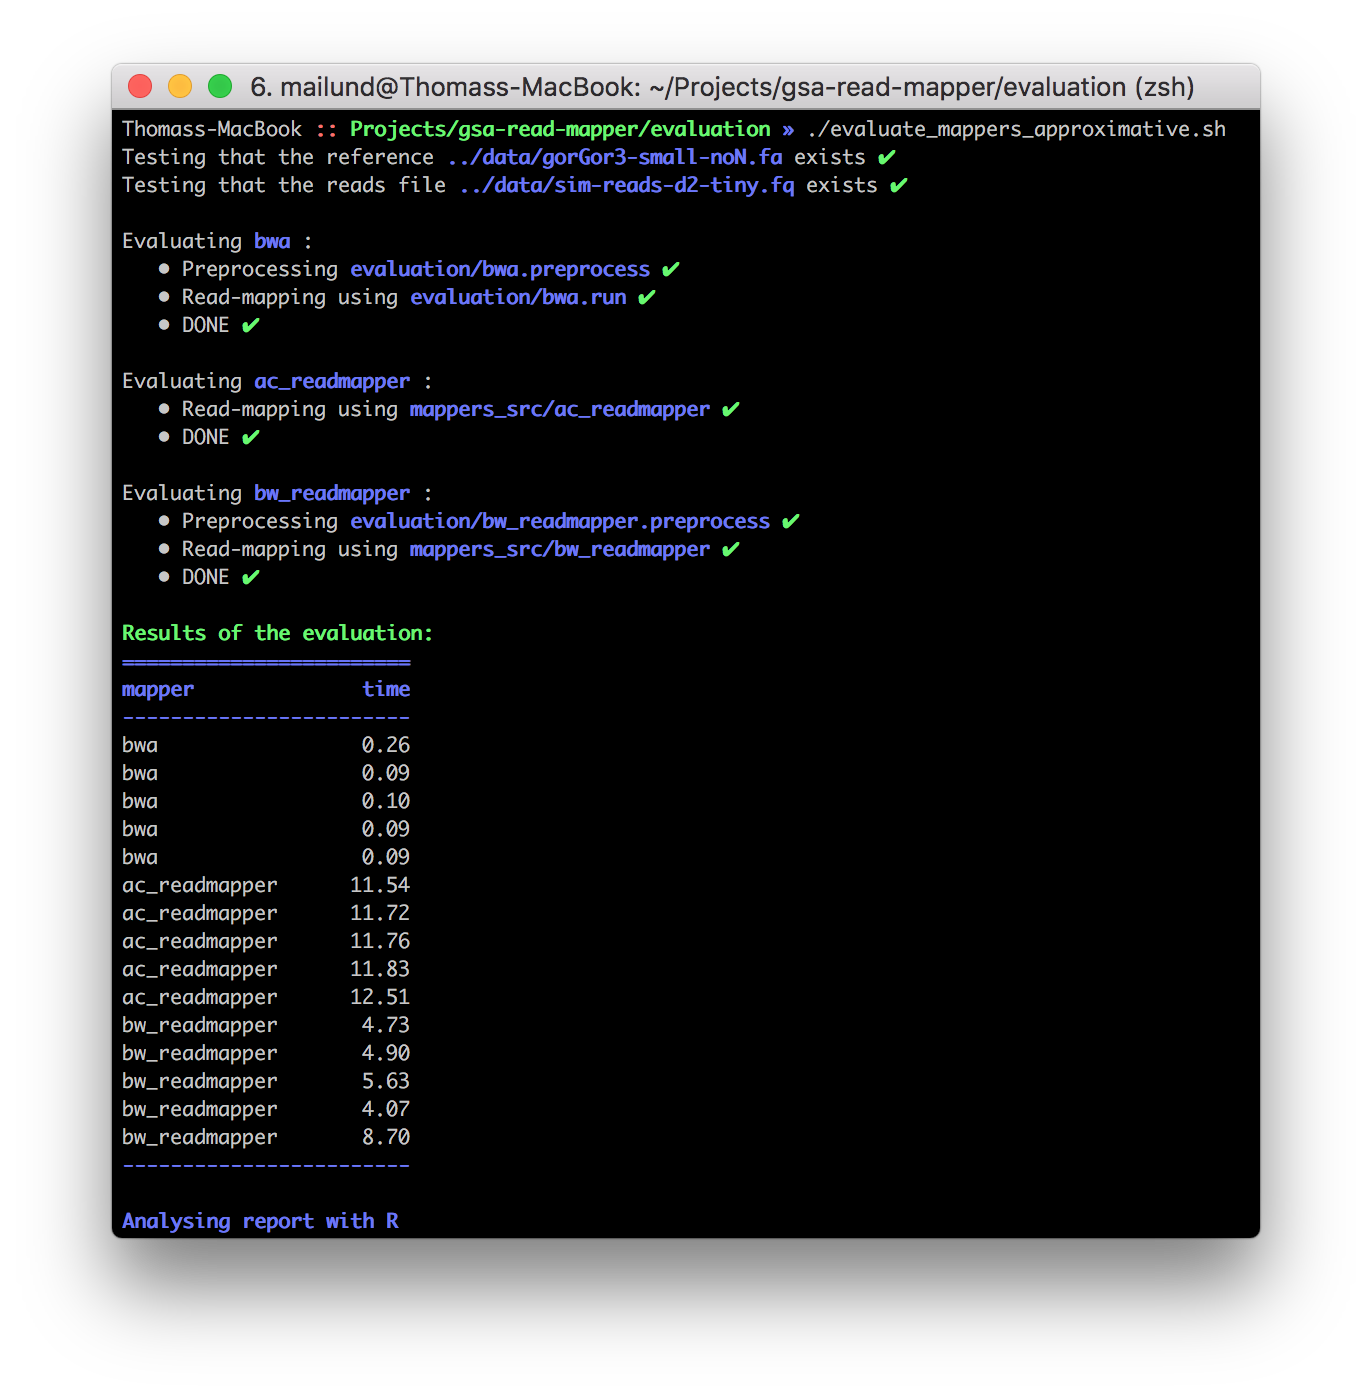 6. mailund@Thomass-MacBook: ~/Projects/gsa-read-mapper/evaluation (zsh)
Thomass-MacBook :: Projects/gsa-read-mapper/evaluation » ./evaluate_mappers_approximative.sh
Testing that the reference ../data/gorGor3-small-noN.fa exists ✔
Testing that the reads file ../data/sim-reads-d2-tiny.fq exists ✔

Evaluating bwa :
   ● Preprocessing evaluation/bwa.preprocess ✔
   ● Read-mapping using evaluation/bwa.run ✔
   ● DONE ✔

Evaluating ac_readmapper :
   ● Read-mapping using mappers_src/ac_readmapper ✔
   ● DONE ✔

Evaluating bw_readmapper :
   ● Preprocessing evaluation/bw_readmapper.preprocess ✔
   ● Read-mapping using mappers_src/bw_readmapper ✔
   ● DONE ✔

Results of the evaluation:
========================
mapper              time
------------------------
bwa                 0.26
bwa                 0.09
bwa                 0.10
bwa                 0.09
bwa                 0.09
ac_readmapper      11.54
ac_readmapper      11.72
ac_readmapper      11.76
ac_readmapper      11.83
ac_readmapper      12.51
bw_readmapper       4.73
bw_readmapper       4.90
bw_readmapper       5.63
bw_readmapper       4.07
bw_readmapper       8.70
------------------------

Analysing report with R